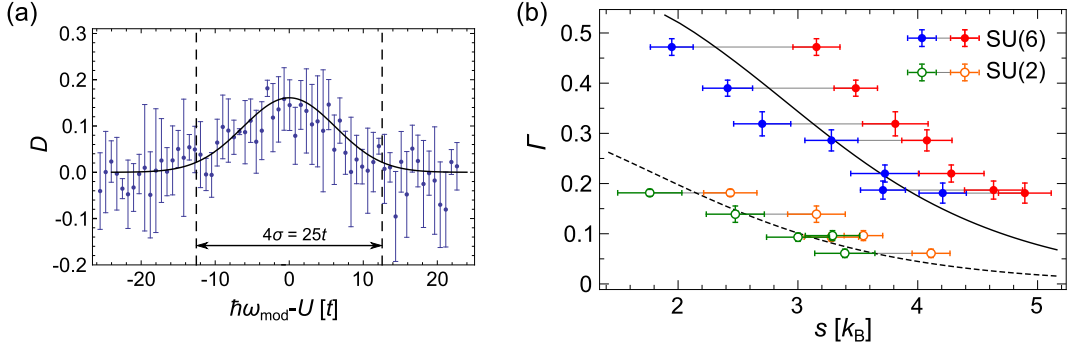 (a)
0.3
0.2
0.1
0.0
-0.1
-0.2
D
4σ = 25t
-20 -10 0 10 20
ħω_mod-U [t]
(b)
0.5
0.4
0.3
0.2
0.1
0
Γ
SU(6)
SU(2)
2 3 4 5
s [k_B]